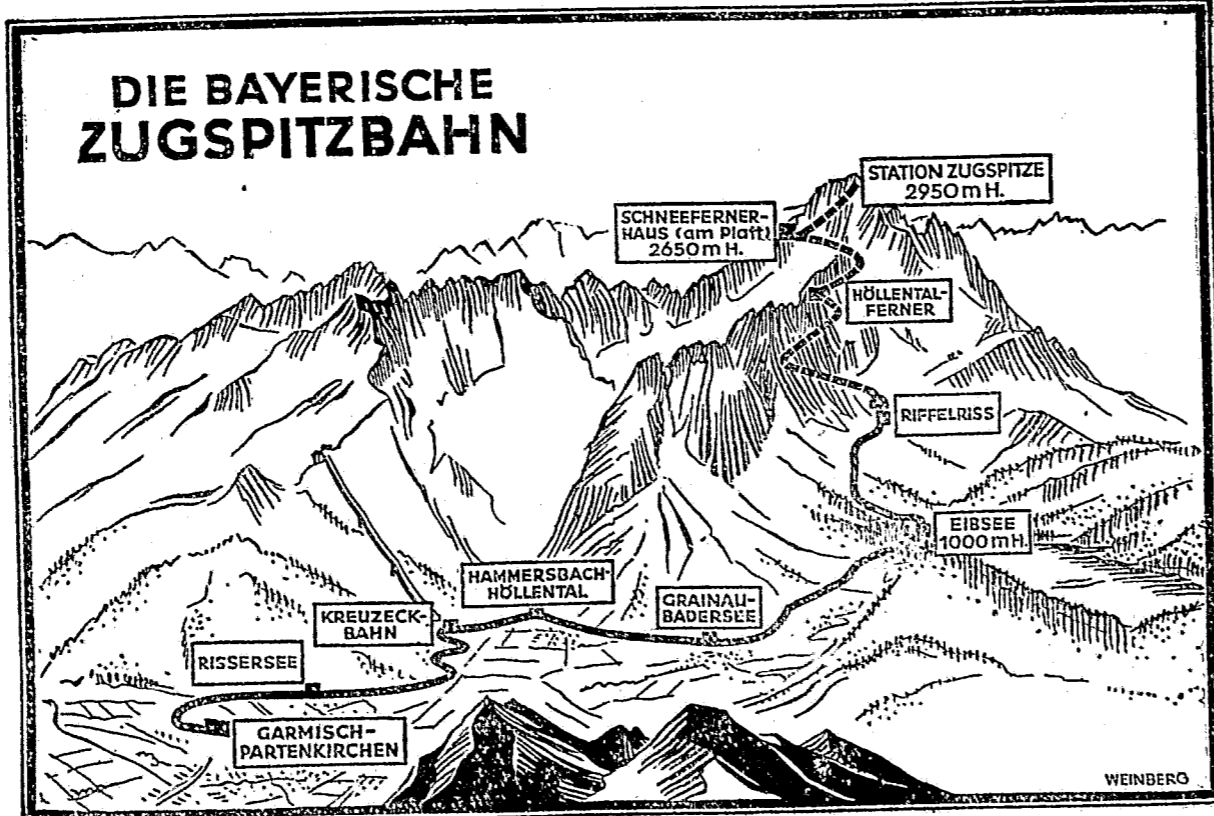 DIE BAYERISCHE
ZUGSPITZBAHN
STATION ZUGSPITZE
2950 m H.
SCHNEEFERNER-
HAUS (am Platt)
2650 m H.
HÖLLENTAL-
FERNER
RIFFELRISS
EIBSEE
1000 m H.
HAMMERSBACH-
HÖLLENTAL
GRAINAU-
BADERSEE
KREUZECK-
BAHN
RISSERSEE
GARMISCH-
PARTENKIRCHEN
WEINBERG